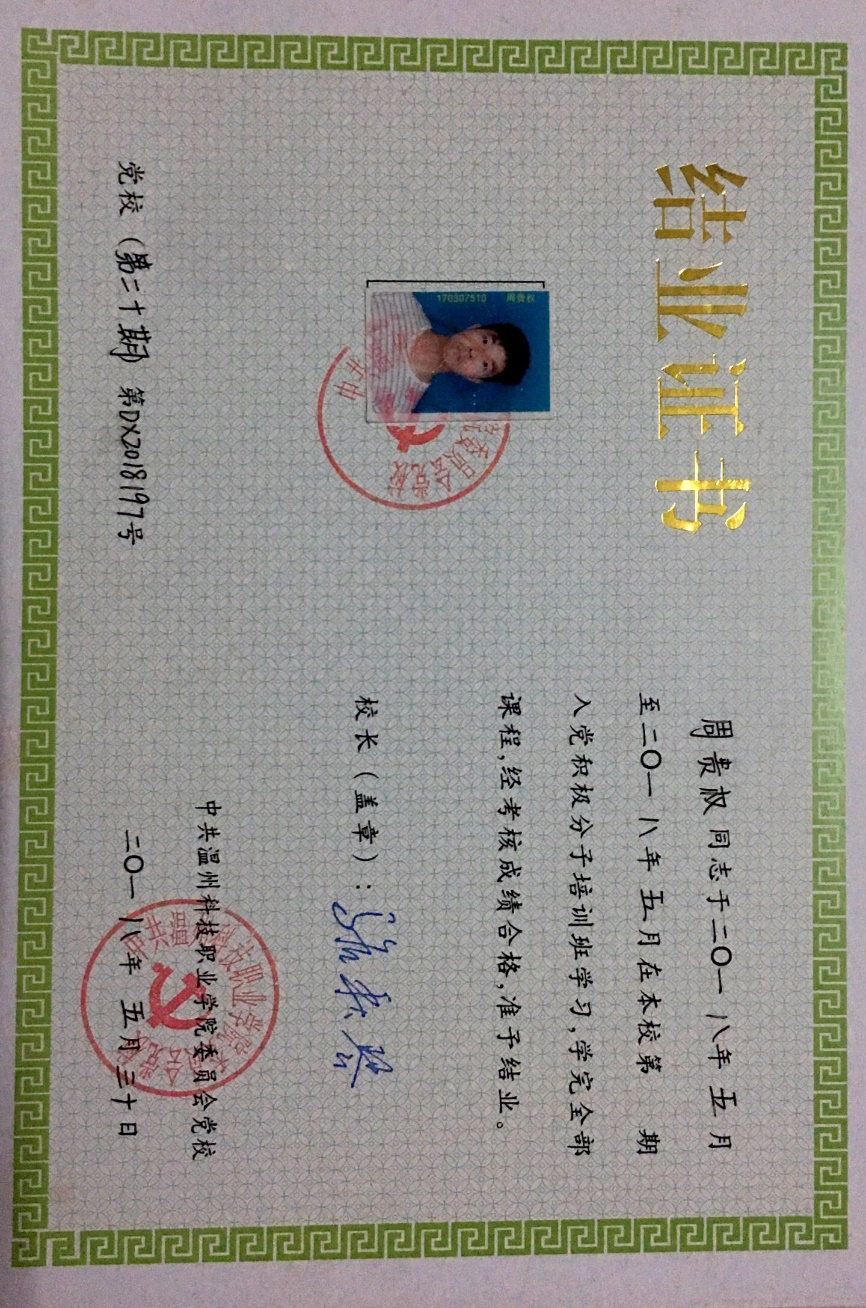 结业证书
170307510 周贵权
党校（第二十期）第DX2018197号
周贵权同志于二〇一八年五月
至二〇一八年五月在本校第 期
入党积极分子培训班学习，学完全部
课程，经考核成绩合格，准予结业。
校长（盖章）：
中共温州科技职业学院委员会党校
二〇一八年五月三十日